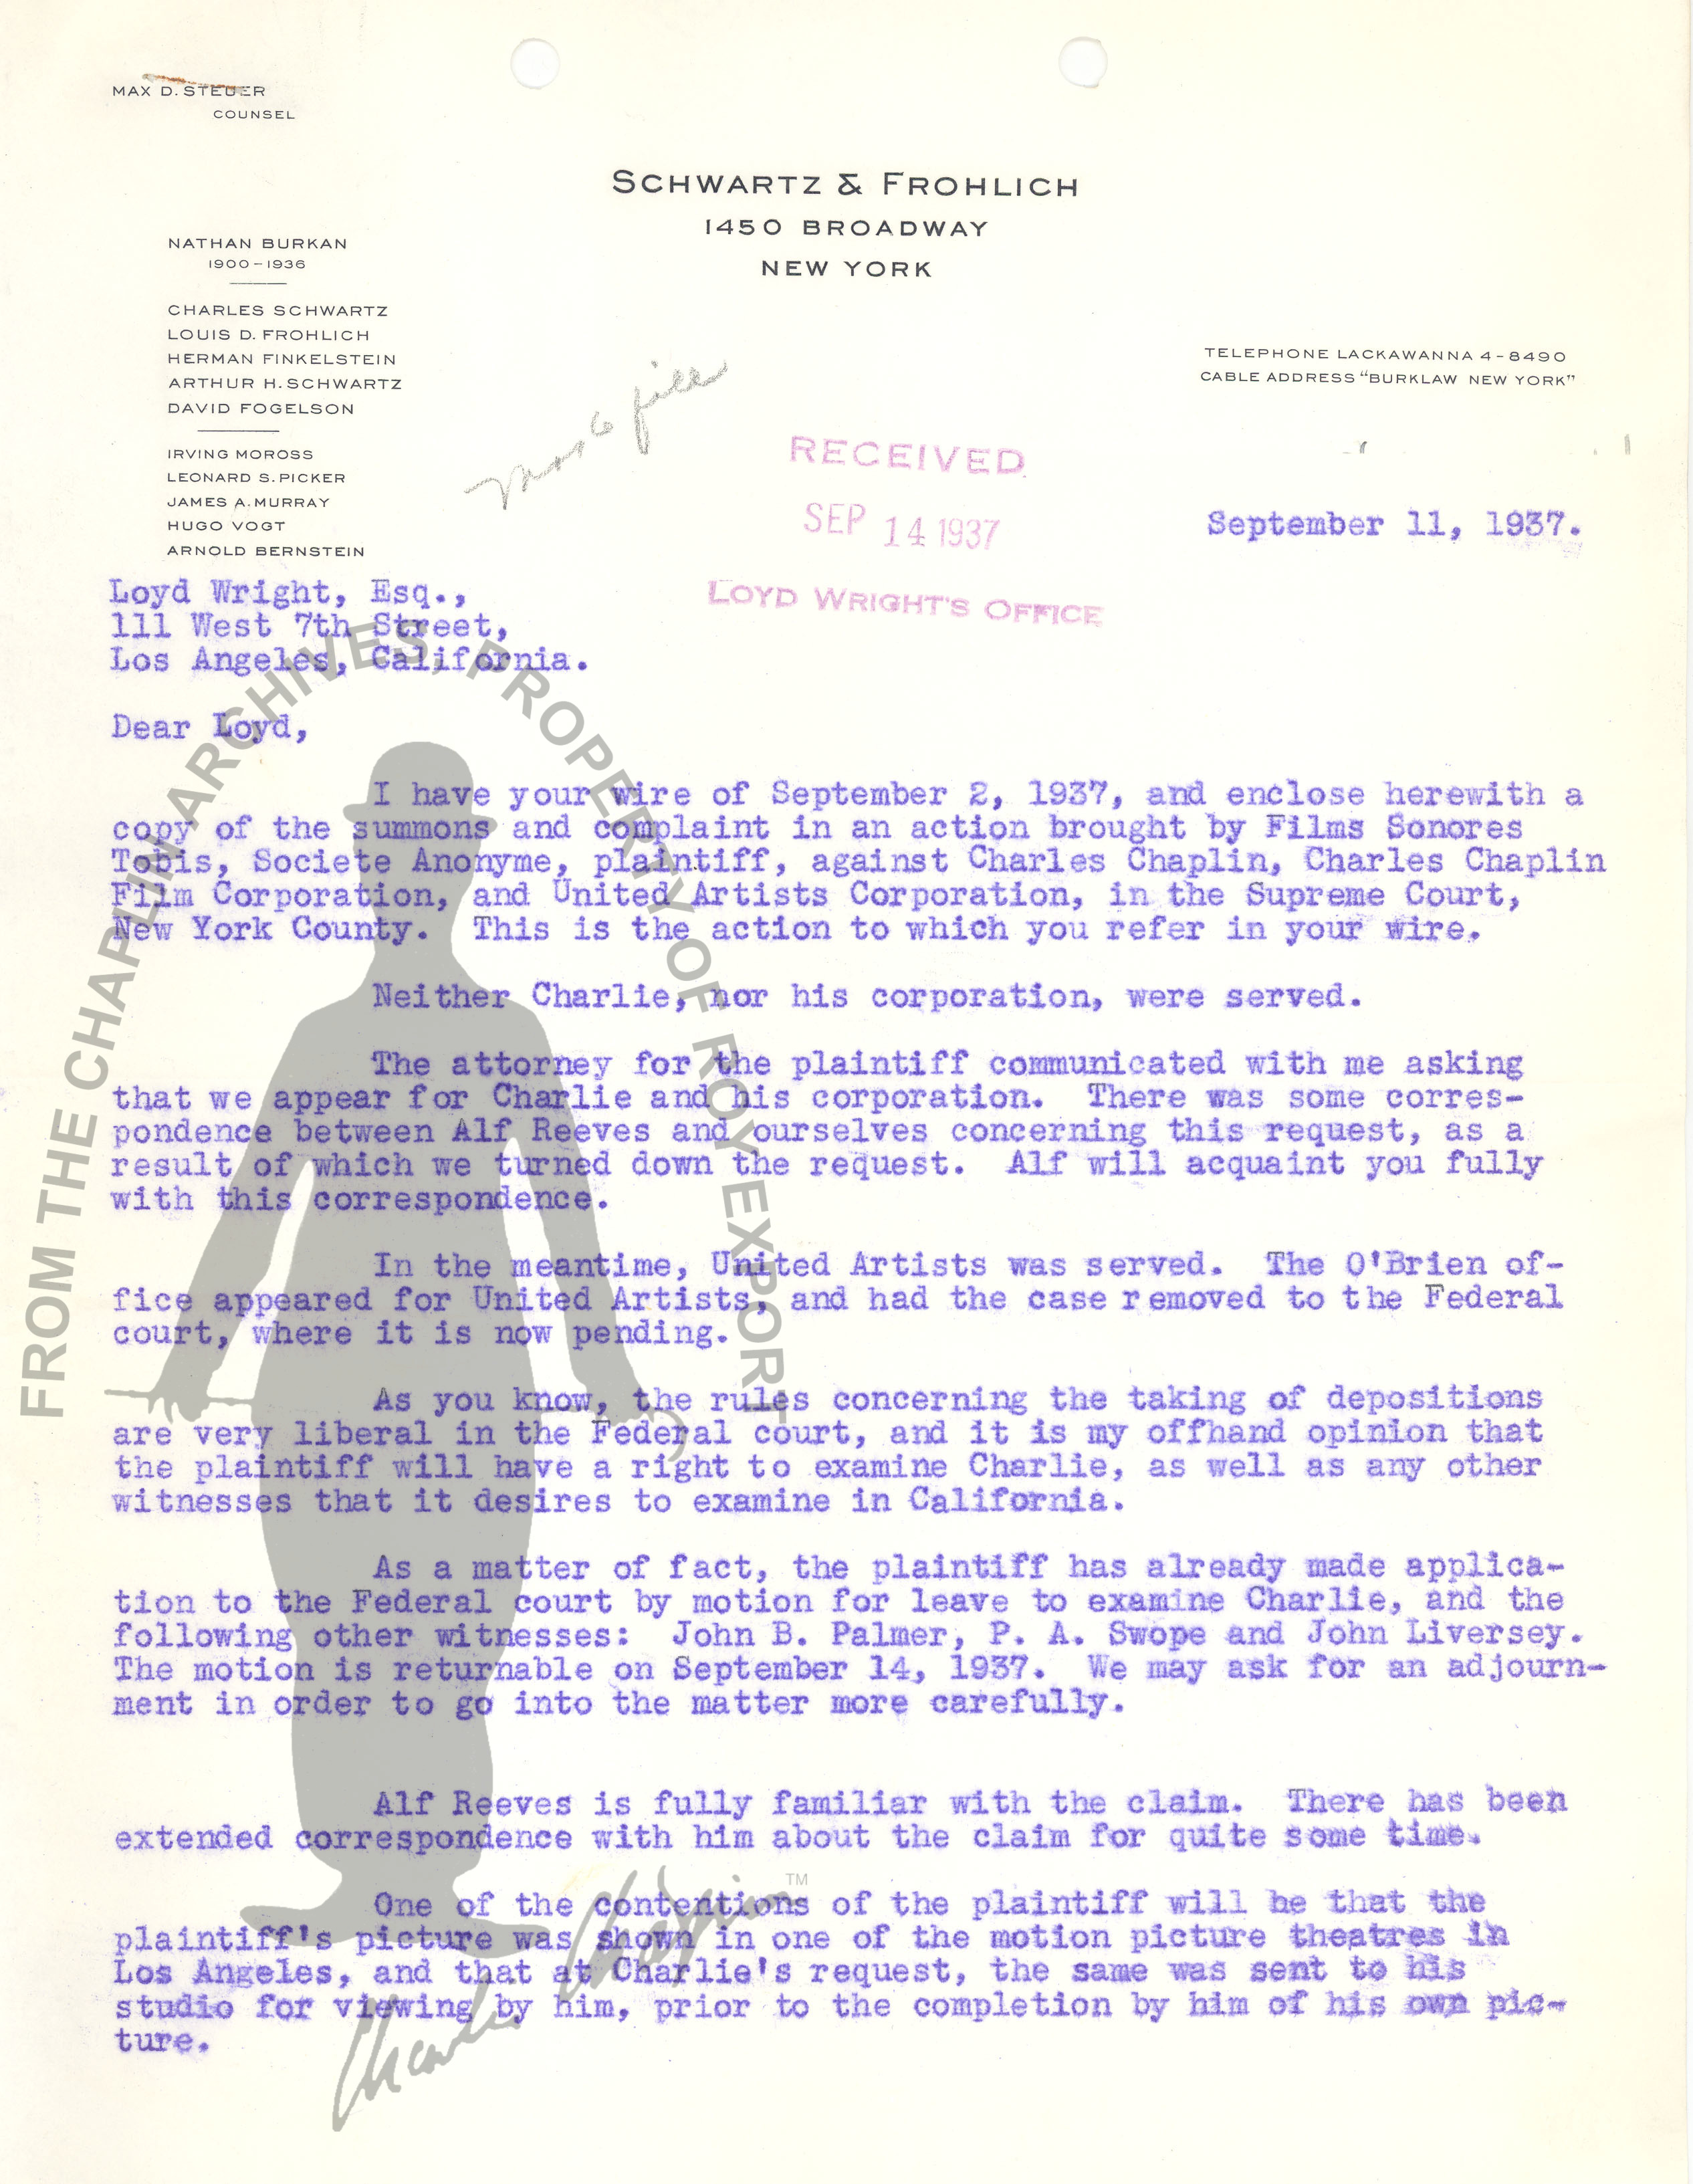 MAX D. STEUER
COUNSEL
SCHWARTZ & FROHLICH
1450 BROADWAY
NEW YORK
NATHAN BURKAN
1900-1936
CHARLES SCHWARTZ
LOUIS D. FROHLICH
HERMAN FINKELSTEIN
ARTHUR H. SCHWARTZ
DAVID FOGELSON
IRVING MOROSS
LEONARD S. PICKER
JAMES A. MURRAY
HUGO VOGT
ARNOLD BERNSTEIN
TELEPHONE LACKAWANNA 4-8490
CABLE ADDRESS "BURKLAW NEW YORK"
RECEIVED
SEP 14 1937
LOYD WRIGHT'S OFFICE
September 11, 1937.
Loyd Wright, Esq.,
111 West 7th Street,
Los Angeles, California.
Dear Loyd,
I have your wire of September 2, 1937, and enclose herewith a
copy of the summons and complaint in an action brought by Films Sonores
Tobis, Societe Anonyme, plaintiff, against Charles Chaplin, Charles Chaplin
Film Corporation, and United Artists Corporation, in the Supreme Court,
New York County. This is the action to which you refer in your wire.
Neither Charlie, nor his corporation, were served.
The attorney for the plaintiff communicated with me asking
that we appear for Charlie and his corporation. There was some corres-
pondence between Alf Reeves and ourselves concerning this request, as a
result of which we turned down the request. Alf will acquaint you fully
with this correspondence.
In the meantime, United Artists was served. The O'Brien of-
fice appeared for United Artists, and had the case removed to the Federal
court, where it is now pending.
As you know, the rules concerning the taking of depositions
are very liberal in the Federal court, and it is my offhand opinion that
the plaintiff will have a right to examine Charlie, as well as any other
witnesses that it desires to examine in California.
As a matter of fact, the plaintiff has already made applica-
tion to the Federal court by motion for leave to examine Charlie, and the
following other witnesses: John B. Palmer, P. A. Swope and John Liversey.
The motion is returnable on September 14, 1937. We may ask for an adjourn-
ment in order to go into the matter more carefully.
Alf Reeves is fully familiar with the claim. There has been
extended correspondence with him about the claim for quite some time.
One of the contentions of the plaintiff will be that the
plaintiff's picture was shown in one of the motion picture theatres in
Los Angeles, and that at Charlie's request, the same was sent to his
studio for viewing by him, prior to the completion by him of his own pic-
ture.
FROM THE CHAPLIN ARCHIVES, PROPERTY OF ROY EXPORT
Charles Chaplin™